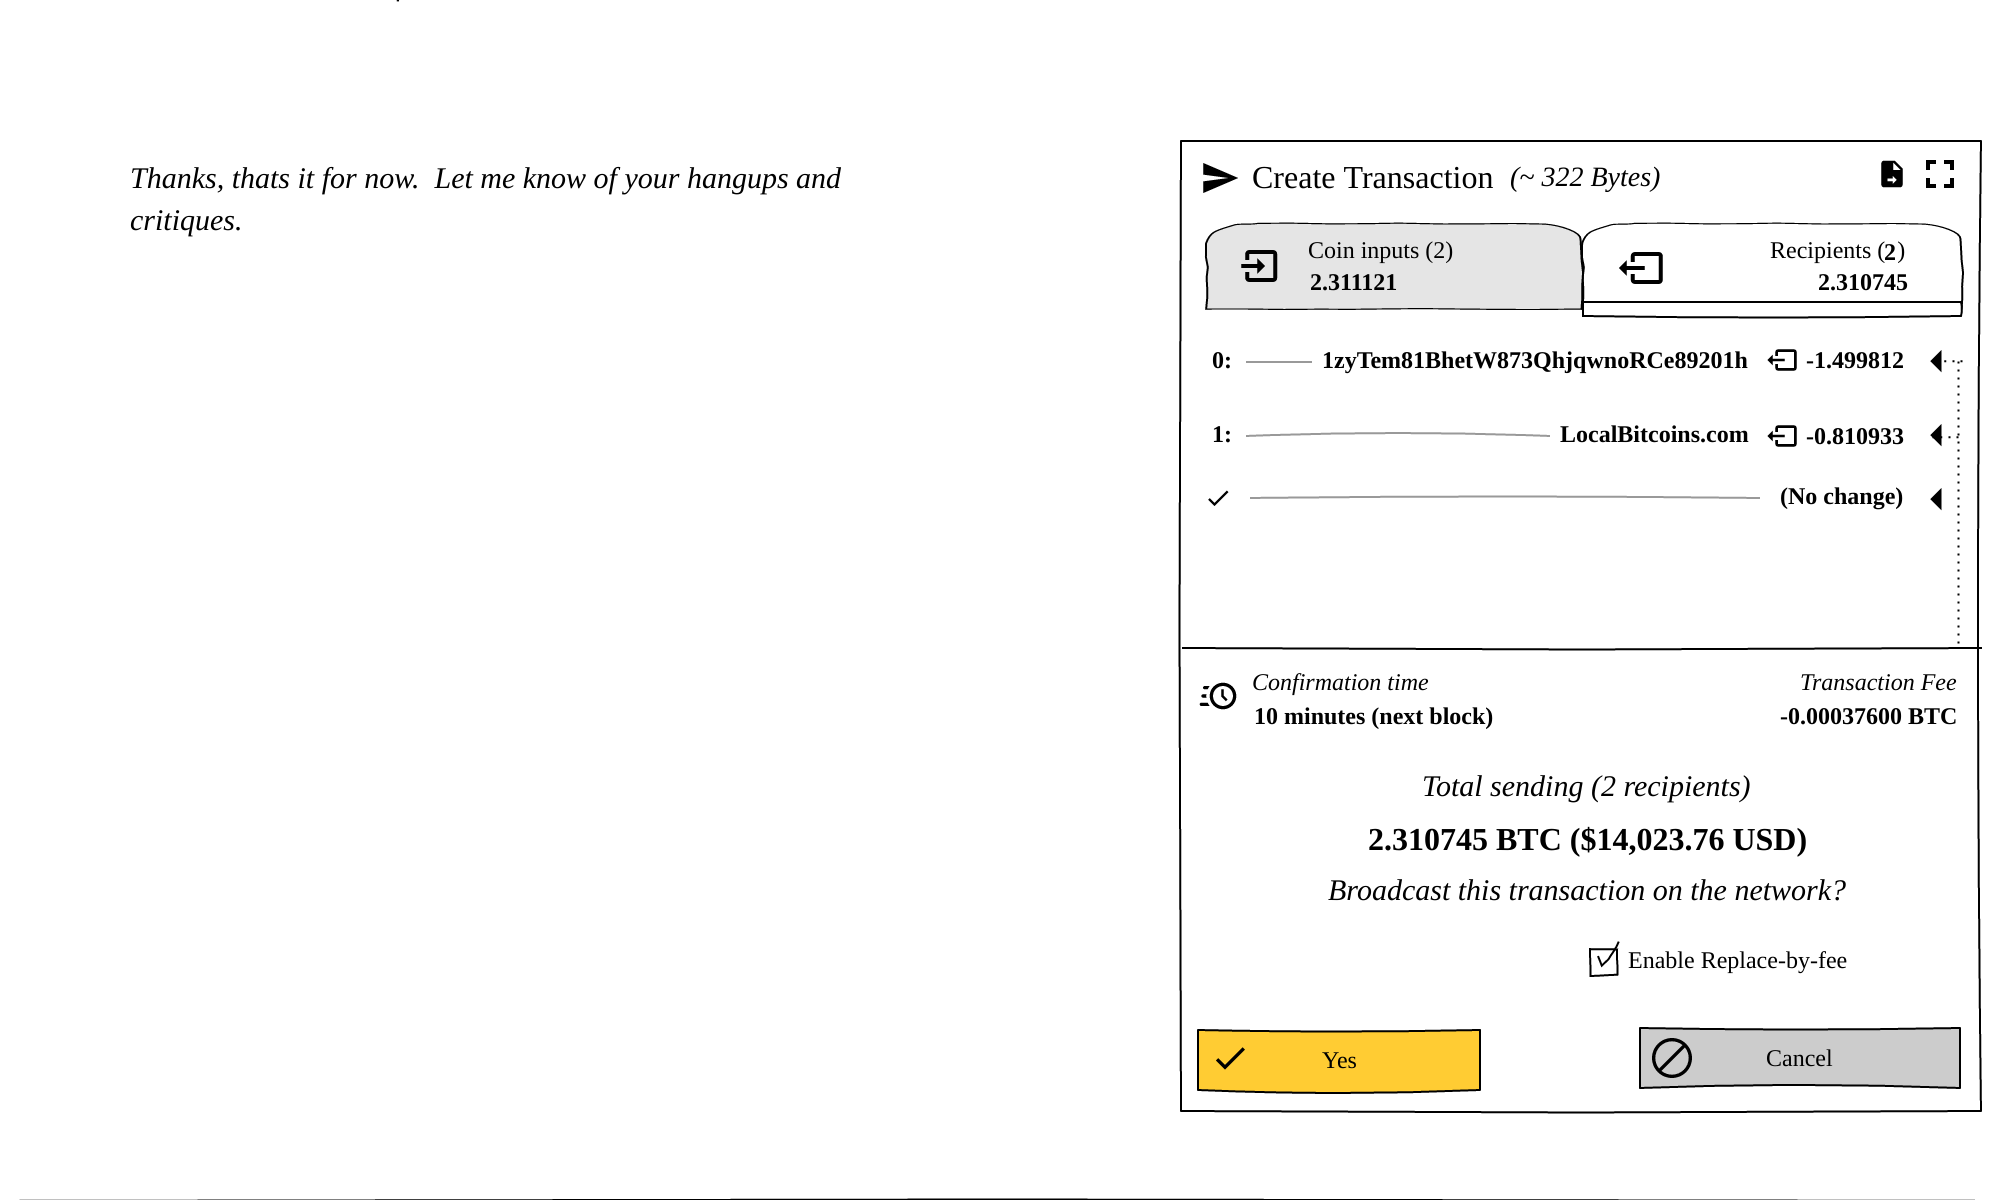 Thanks, thats it for now.  Let me know of your hangups and
critiques.
Create Transaction (~ 322 Bytes)
Coin inputs (2)
2.311121
Recipients (2)
2.310745
0: 1zyTem81BhetW873QhjqwnoRCe89201h -1.499812
1: LocalBitcoins.com -0.810933
(No change)
Confirmation time
10 minutes (next block)
Transaction Fee
-0.00037600 BTC
Total sending (2 recipients)
2.310745 BTC ($14,023.76 USD)
Broadcast this transaction on the network?
Enable Replace-by-fee
Yes
Cancel